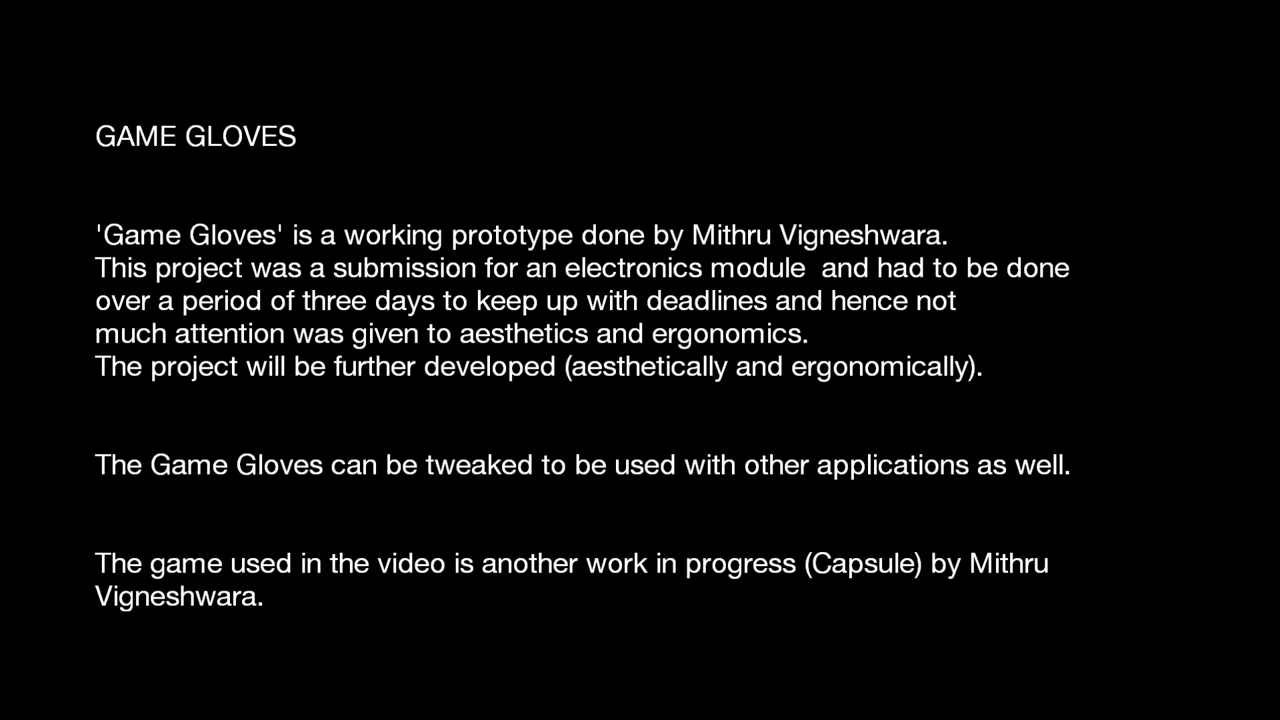 GAME GLOVES
'Game Gloves' is a working prototype done by Mithru Vigneshwara.
This project was a submission for an electronics module  and had to be done
over a period of three days to keep up with deadlines and hence not
much attention was given to aesthetics and ergonomics.
The project will be further developed (aesthetically and ergonomically).
The Game Gloves can be tweaked to be used with other applications as well.
The game used in the video is another work in progress (Capsule) by Mithru
Vigneshwara.